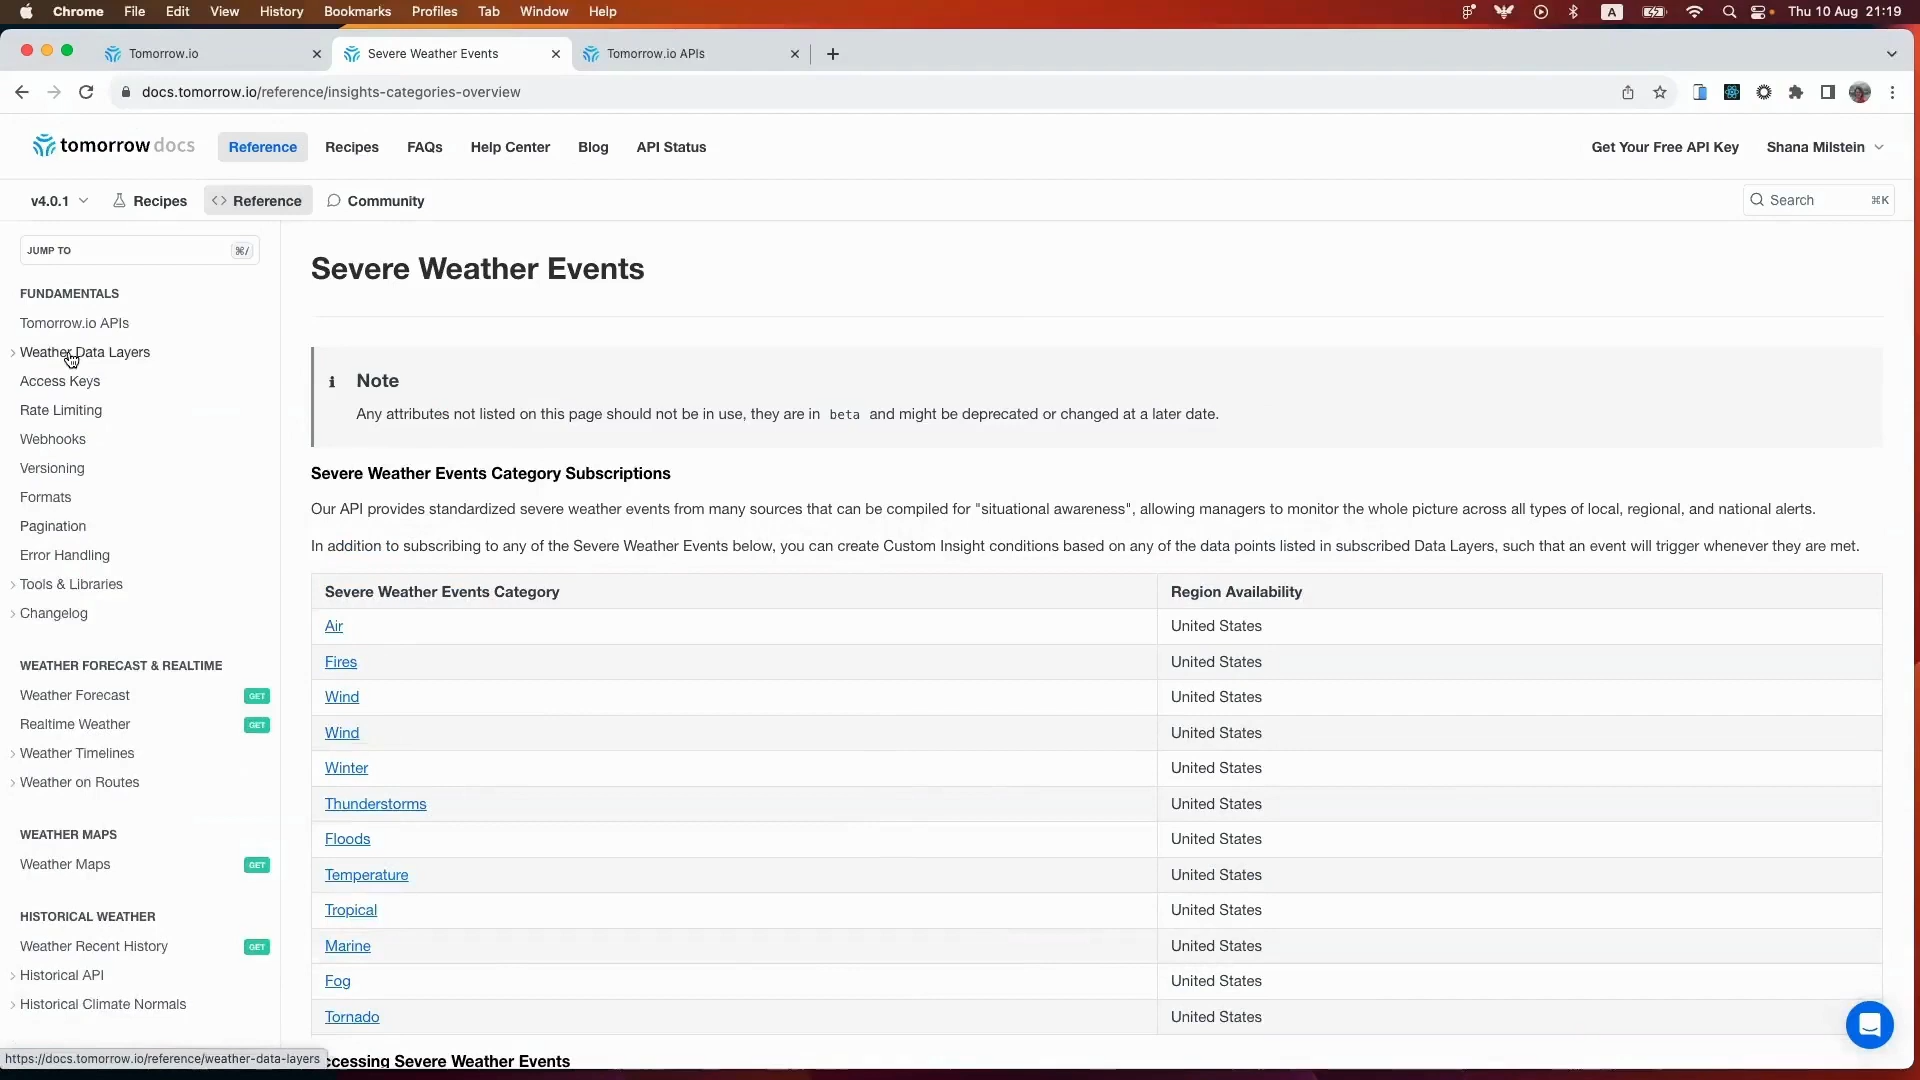 Chrome File Edit View History Bookmarks Profiles Tab Window Help A Thu 10 Aug 21:19
Tomorrow.io Severe Weather Events Tomorrow.io APIs
docs.tomorrow.io/reference/insights-categories-overview
tomorrow docs Reference Recipes FAQs Help Center Blog API Status Get Your Free API Key Shana Milstein
v4.0.1 Recipes Reference Community Search ⌘K
JUMP TO ⌘/
FUNDAMENTALS
Tomorrow.io APIs
Weather Data Layers
Access Keys
Rate Limiting
Webhooks
Versioning
Formats
Pagination
Error Handling
Tools & Libraries
Changelog
WEATHER FORECAST & REALTIME
Weather Forecast GET
Realtime Weather GET
Weather Timelines
Weather on Routes
WEATHER MAPS
Weather Maps GET
HISTORICAL WEATHER
Weather Recent History GET
Historical API
Historical Climate Normals
https://docs.tomorrow.io/reference/weather-data-layers
Severe Weather Events
Note
Any attributes not listed on this page should not be in use, they are in beta and might be deprecated or changed at a later date.
Severe Weather Events Category Subscriptions
Our API provides standardized severe weather events from many sources that can be compiled for "situational awareness", allowing managers to monitor the whole picture across all types of local, regional, and national alerts.
In addition to subscribing to any of the Severe Weather Events below, you can create Custom Insight conditions based on any of the data points listed in subscribed Data Layers, such that an event will trigger whenever they are met.
Severe Weather Events Category Region Availability
Air United States
Fires United States
Wind United States
Wind United States
Winter United States
Thunderstorms United States
Floods United States
Temperature United States
Tropical United States
Marine United States
Fog United States
Tornado United States
ccessing Severe Weather Events